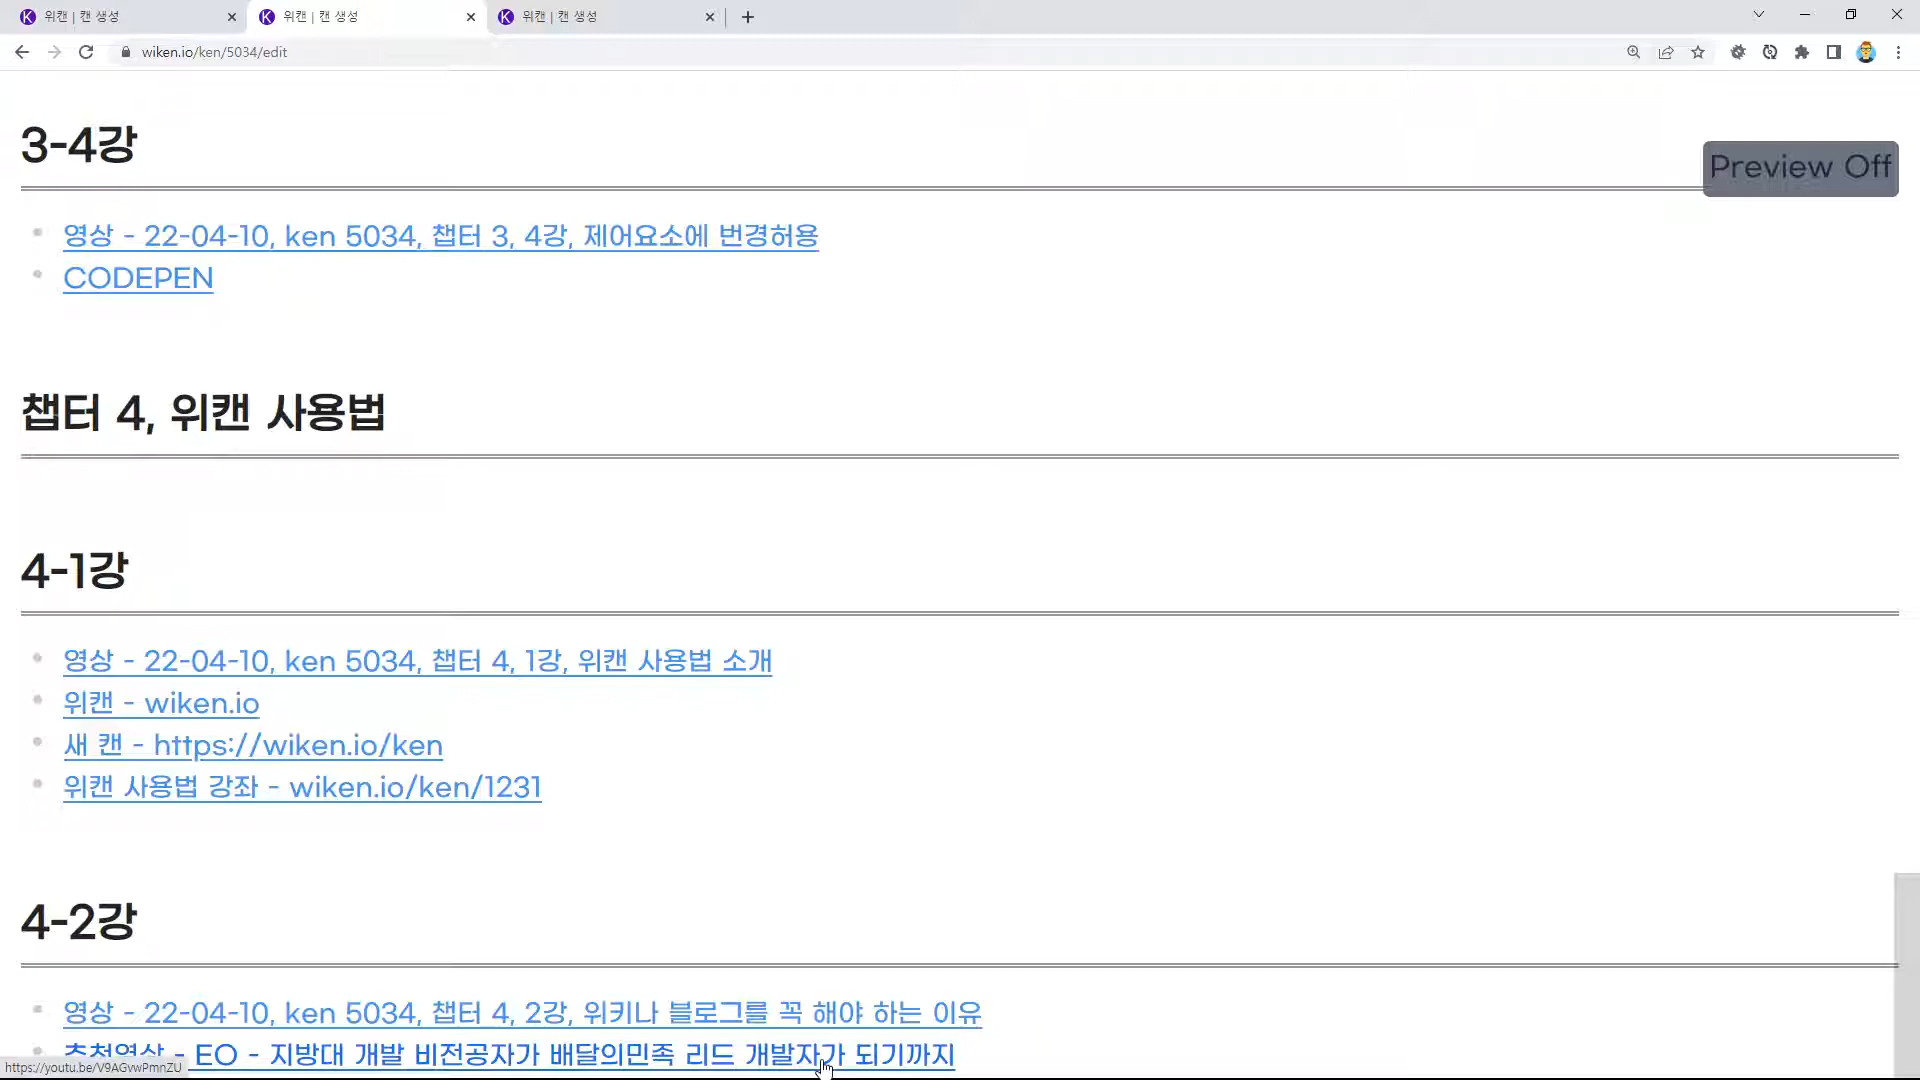 위캔 | 캔 생성
위캔 | 캔 생성
위캔 | 캔 생성
wiken.io/ken/5034/edit
3-4강
Preview Off
영상 - 22-04-10, ken 5034, 챕터 3, 4강, 제어요소에 번경허용
CODEPEN
챕터 4, 위캔 사용법
4-1강
영상 - 22-04-10, ken 5034, 챕터 4, 1강, 위캔 사용법 소개
위캔 - wiken.io
새 캔 - https://wiken.io/ken
위캔 사용법 강좌 - wiken.io/ken/1231
4-2강
영상 - 22-04-10, ken 5034, 챕터 4, 2강, 위키나 블로그를 꼭 해야 하는 이유
추천영상 - EO - 지방대 개발 비전공자가 배달의민족 리드 개발자가 되기까지
https://youtu.be/V9AGvwPmnZU